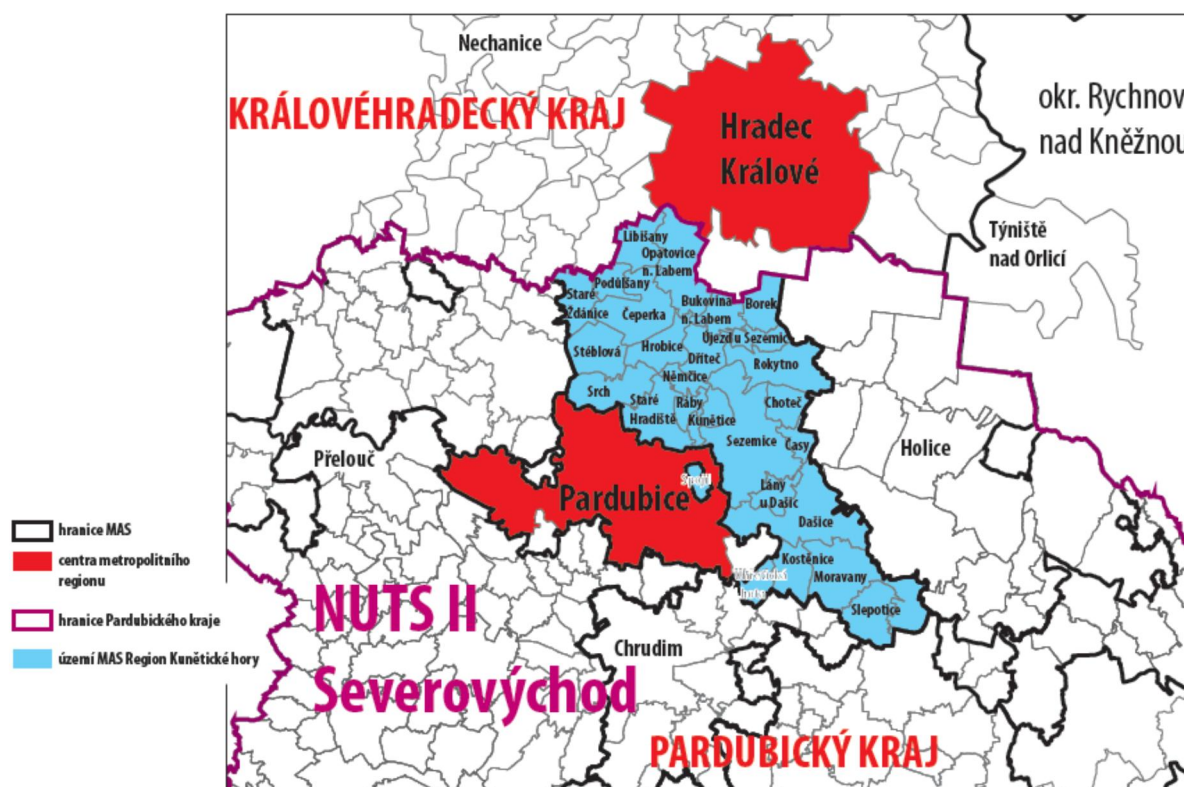 Nechanice
KRÁLOVÉHRADECKÝ KRAJ
Hradec
Králové
okr. Rychnov
nad Kněžnou
Týniště
nad Orlicí
Libišany
Opatovice
n. Labem
Podůlšany
Staré
Ždánice
Čeperka
Bukovina
n. Labem
Borek
Újezd u Sezemic
Stéblová
Hrobice
Dříteč
Rokytno
Němčice
Srch
Staré
Hradiště
Ráby
Kunětice
Choteč
Sezemice
Časy
Holice
Přelouč
Spojil
Pardubice
Lány
u Dašic
Dašice
Kostěnice
Moravany
Slepotice
Chrudim
hranice MAS
centra metropolitního
regionu
hranice Pardubického kraje
území MAS Region Kunětické hory
NUTS II
Severovýchod
PARDUBICKÝ KRAJ